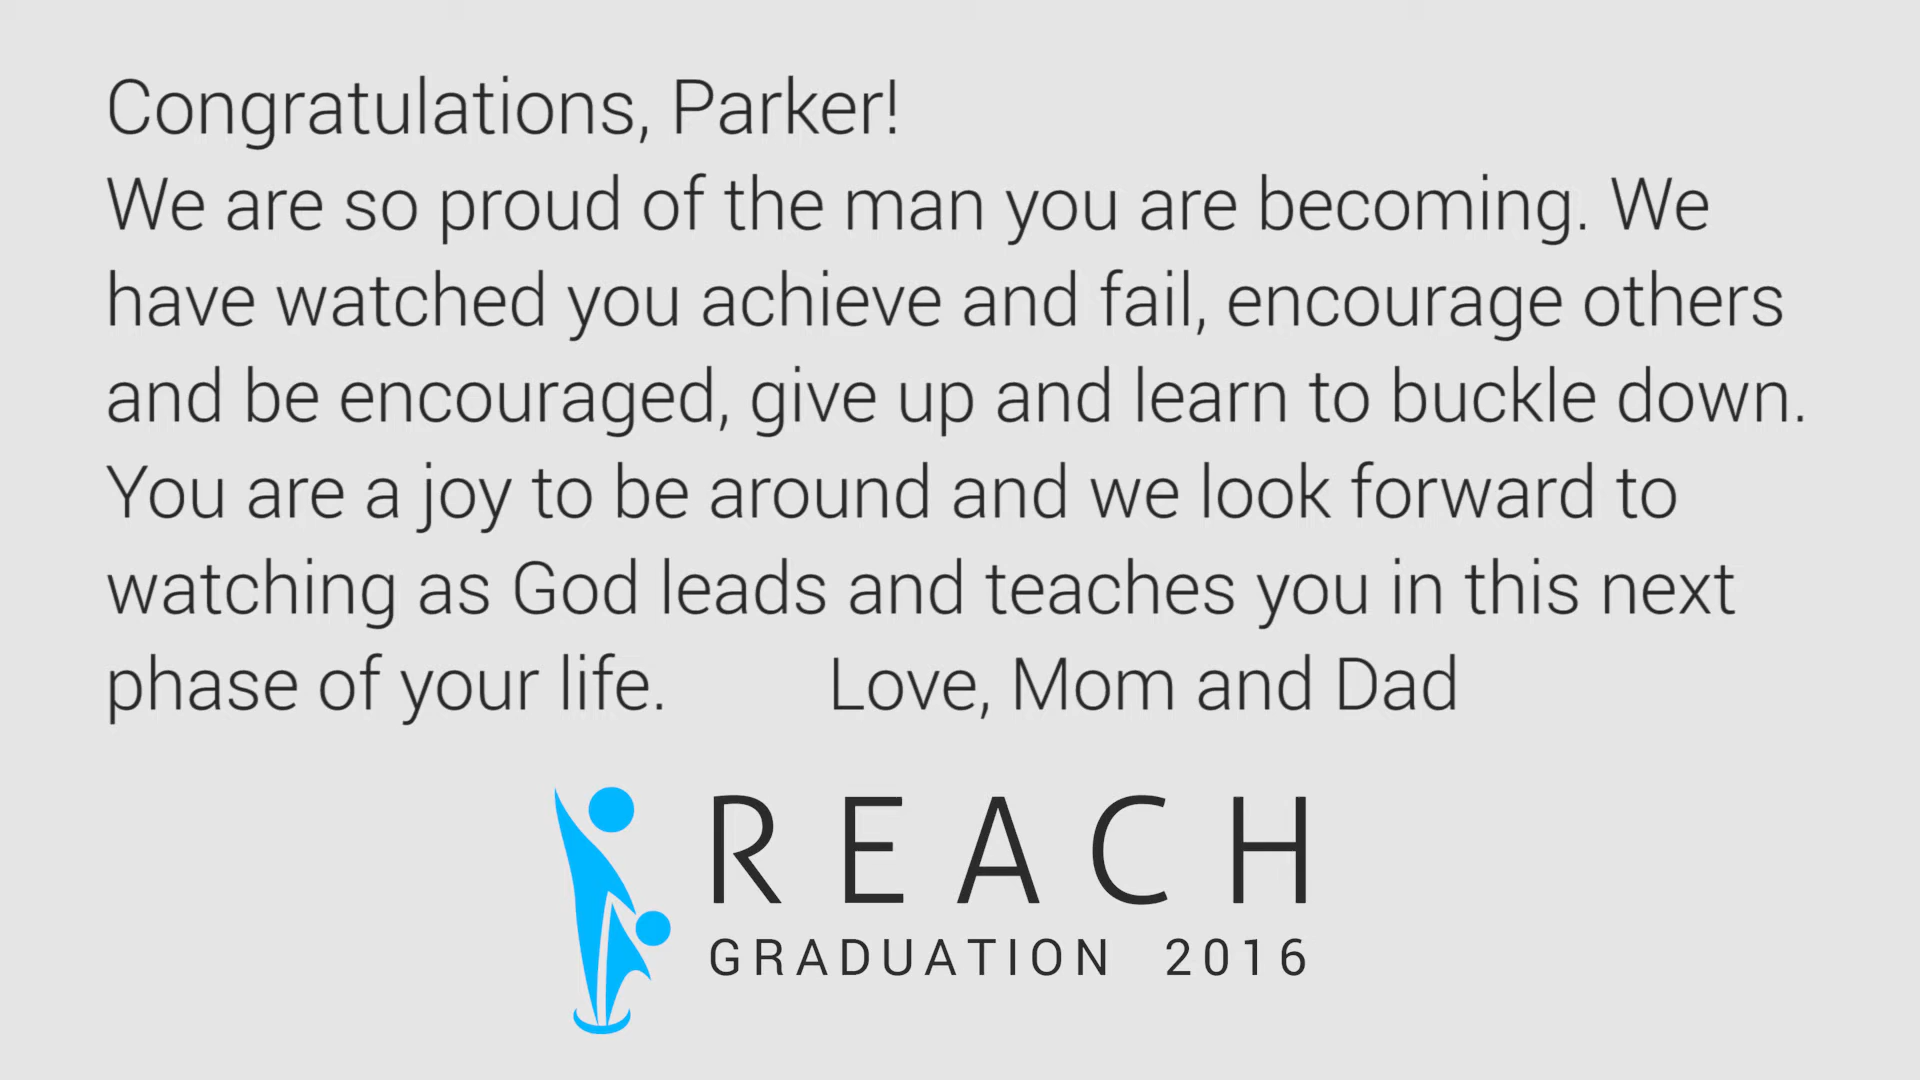 Congratulations, Parker!
We are so proud of the man you are becoming. We
have watched you achieve and fail, encourage others
and be encouraged, give up and learn to buckle down.
You are a joy to be around and we look forward to
watching as God leads and teaches you in this next
phase of your life. Love, Mom and Dad
REACH
GRADUATION 2016